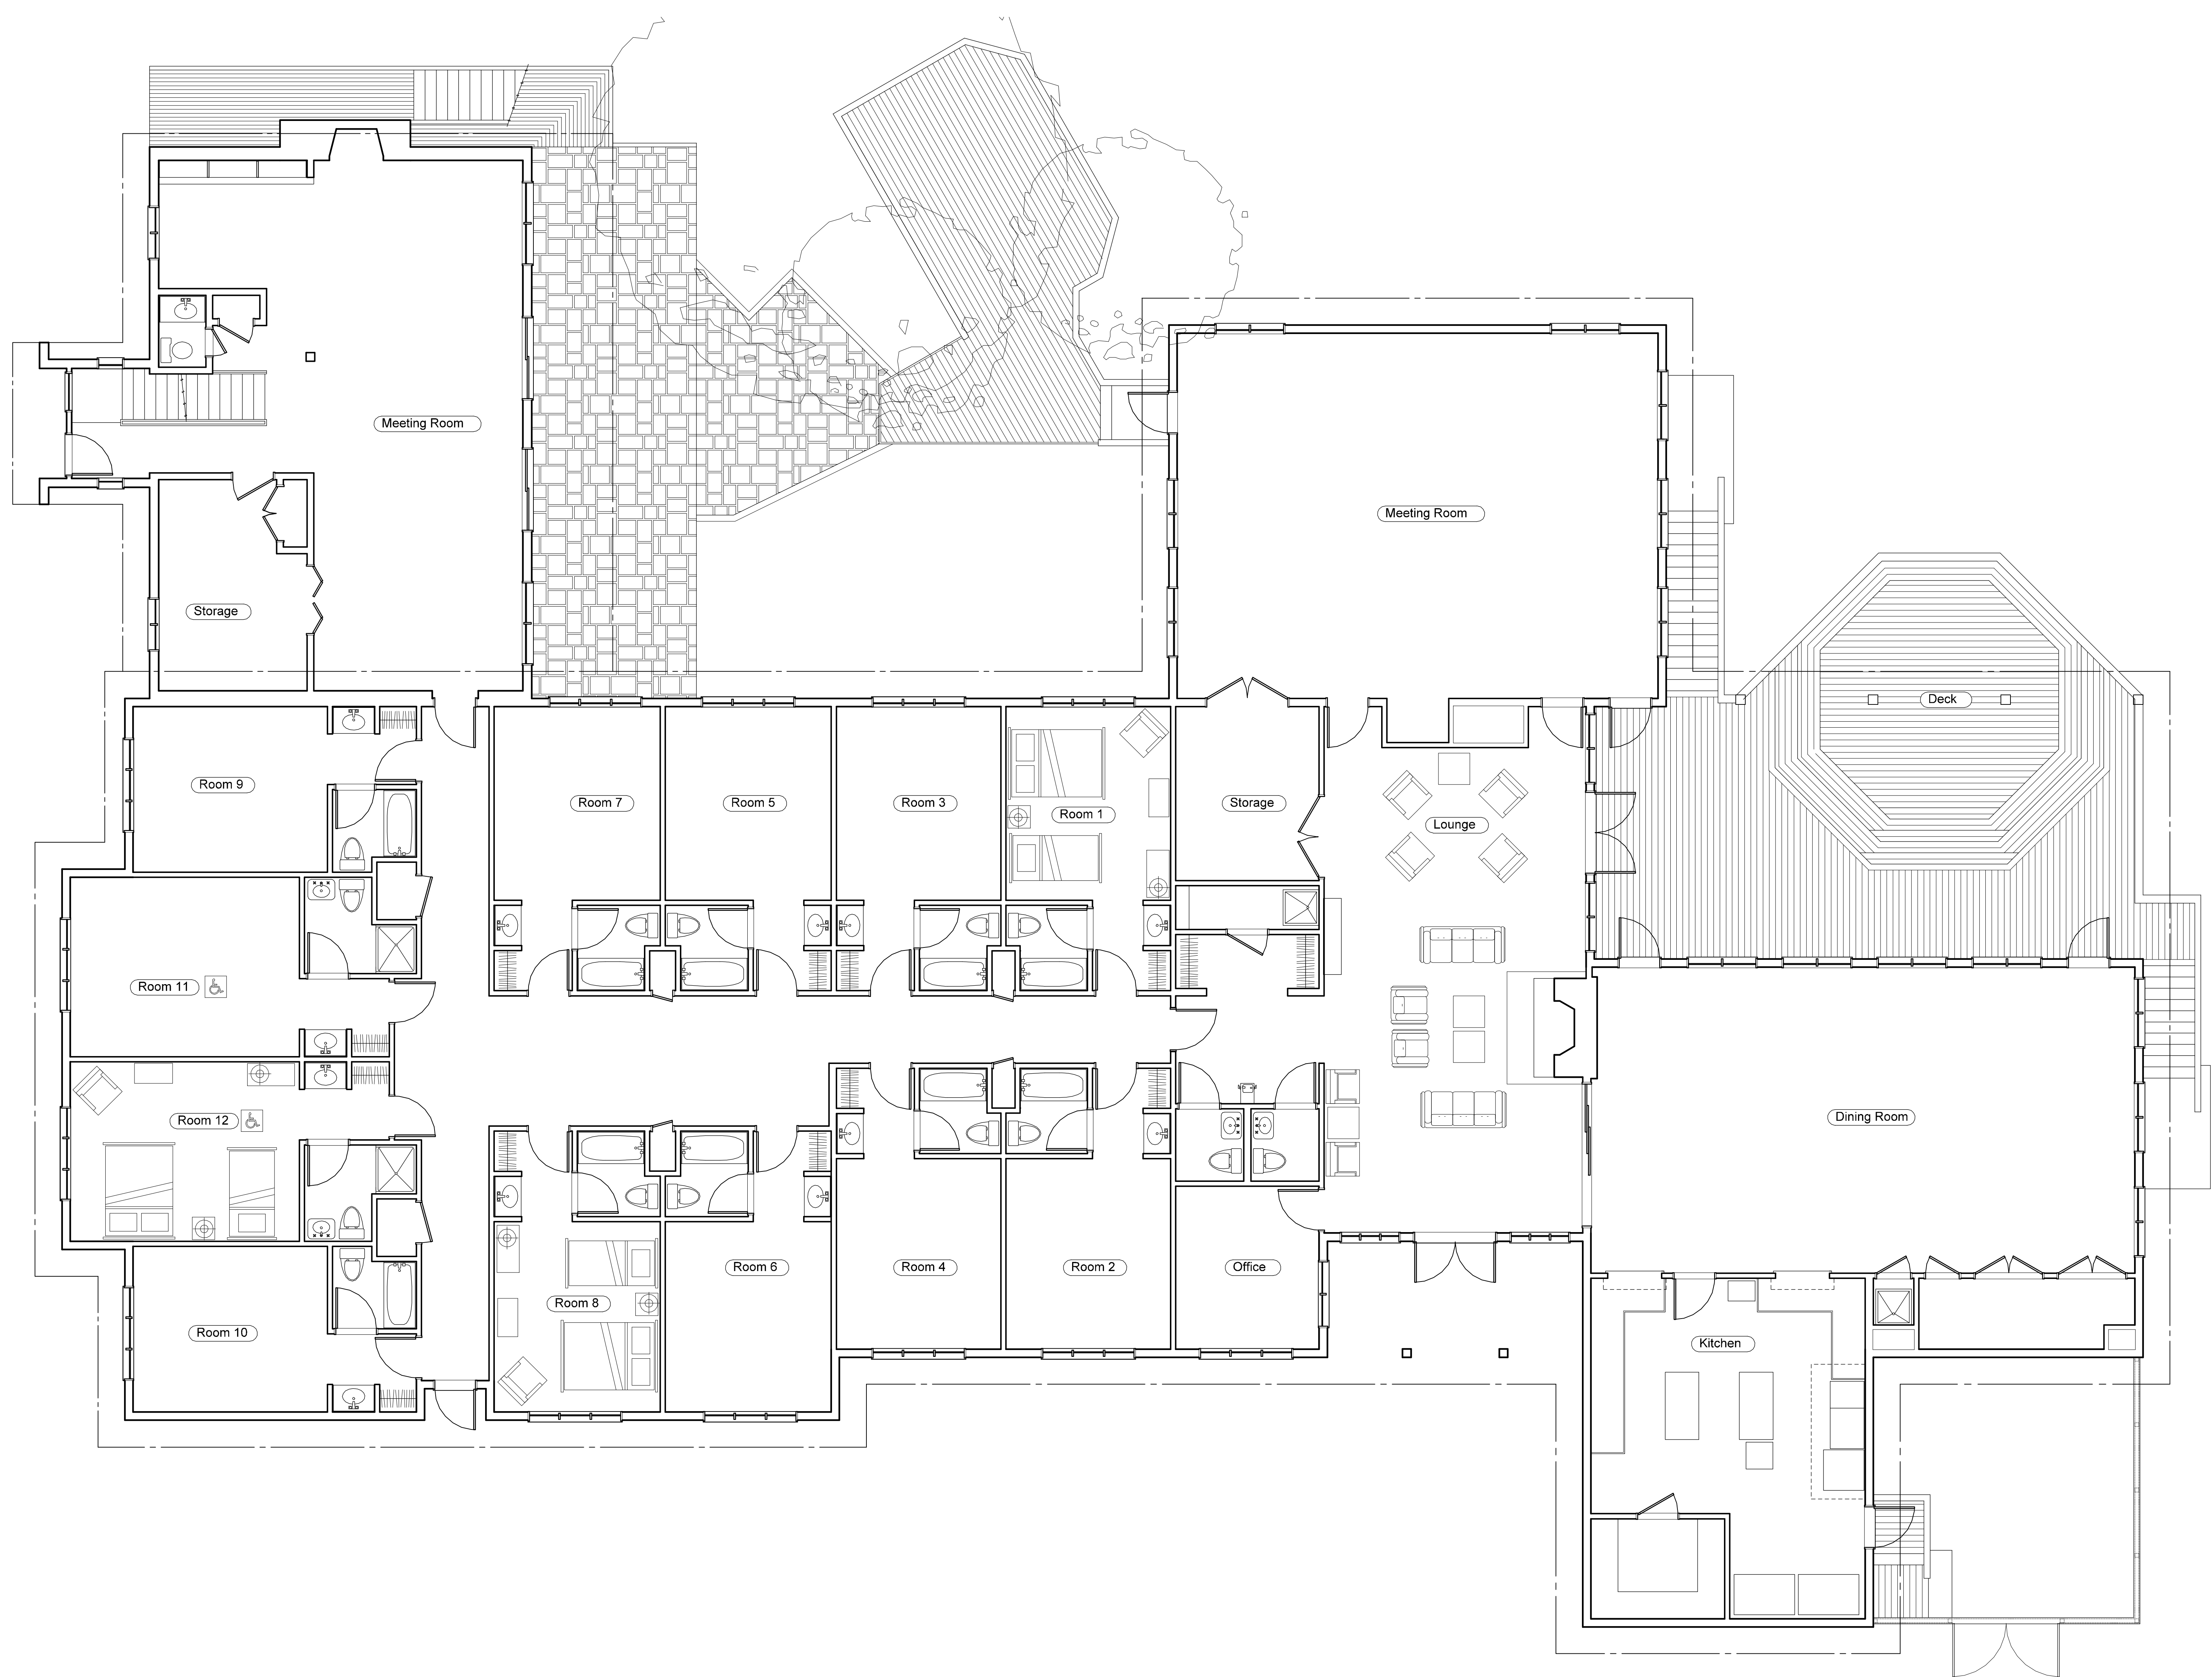 Meeting Room
Meeting Room
Storage
Deck
Room 9
Room 7
Room 5
Room 3
Room 1
Storage
Lounge
Room 11
Room 12
Dining Room
Room 10
Room 8
Room 6
Room 4
Room 2
Office
Kitchen